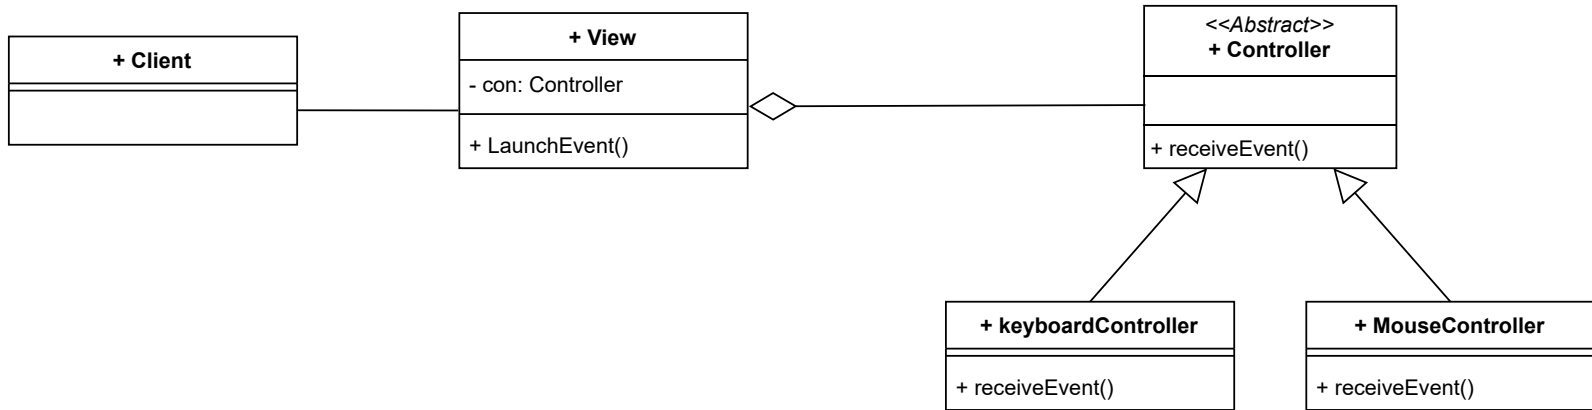 + Client
+ View
- con: Controller
+ LaunchEvent()
<<Abstract>>
+ Controller
+ receiveEvent()
+ keyboardController
+ receiveEvent()
+ MouseController
+ receiveEvent()